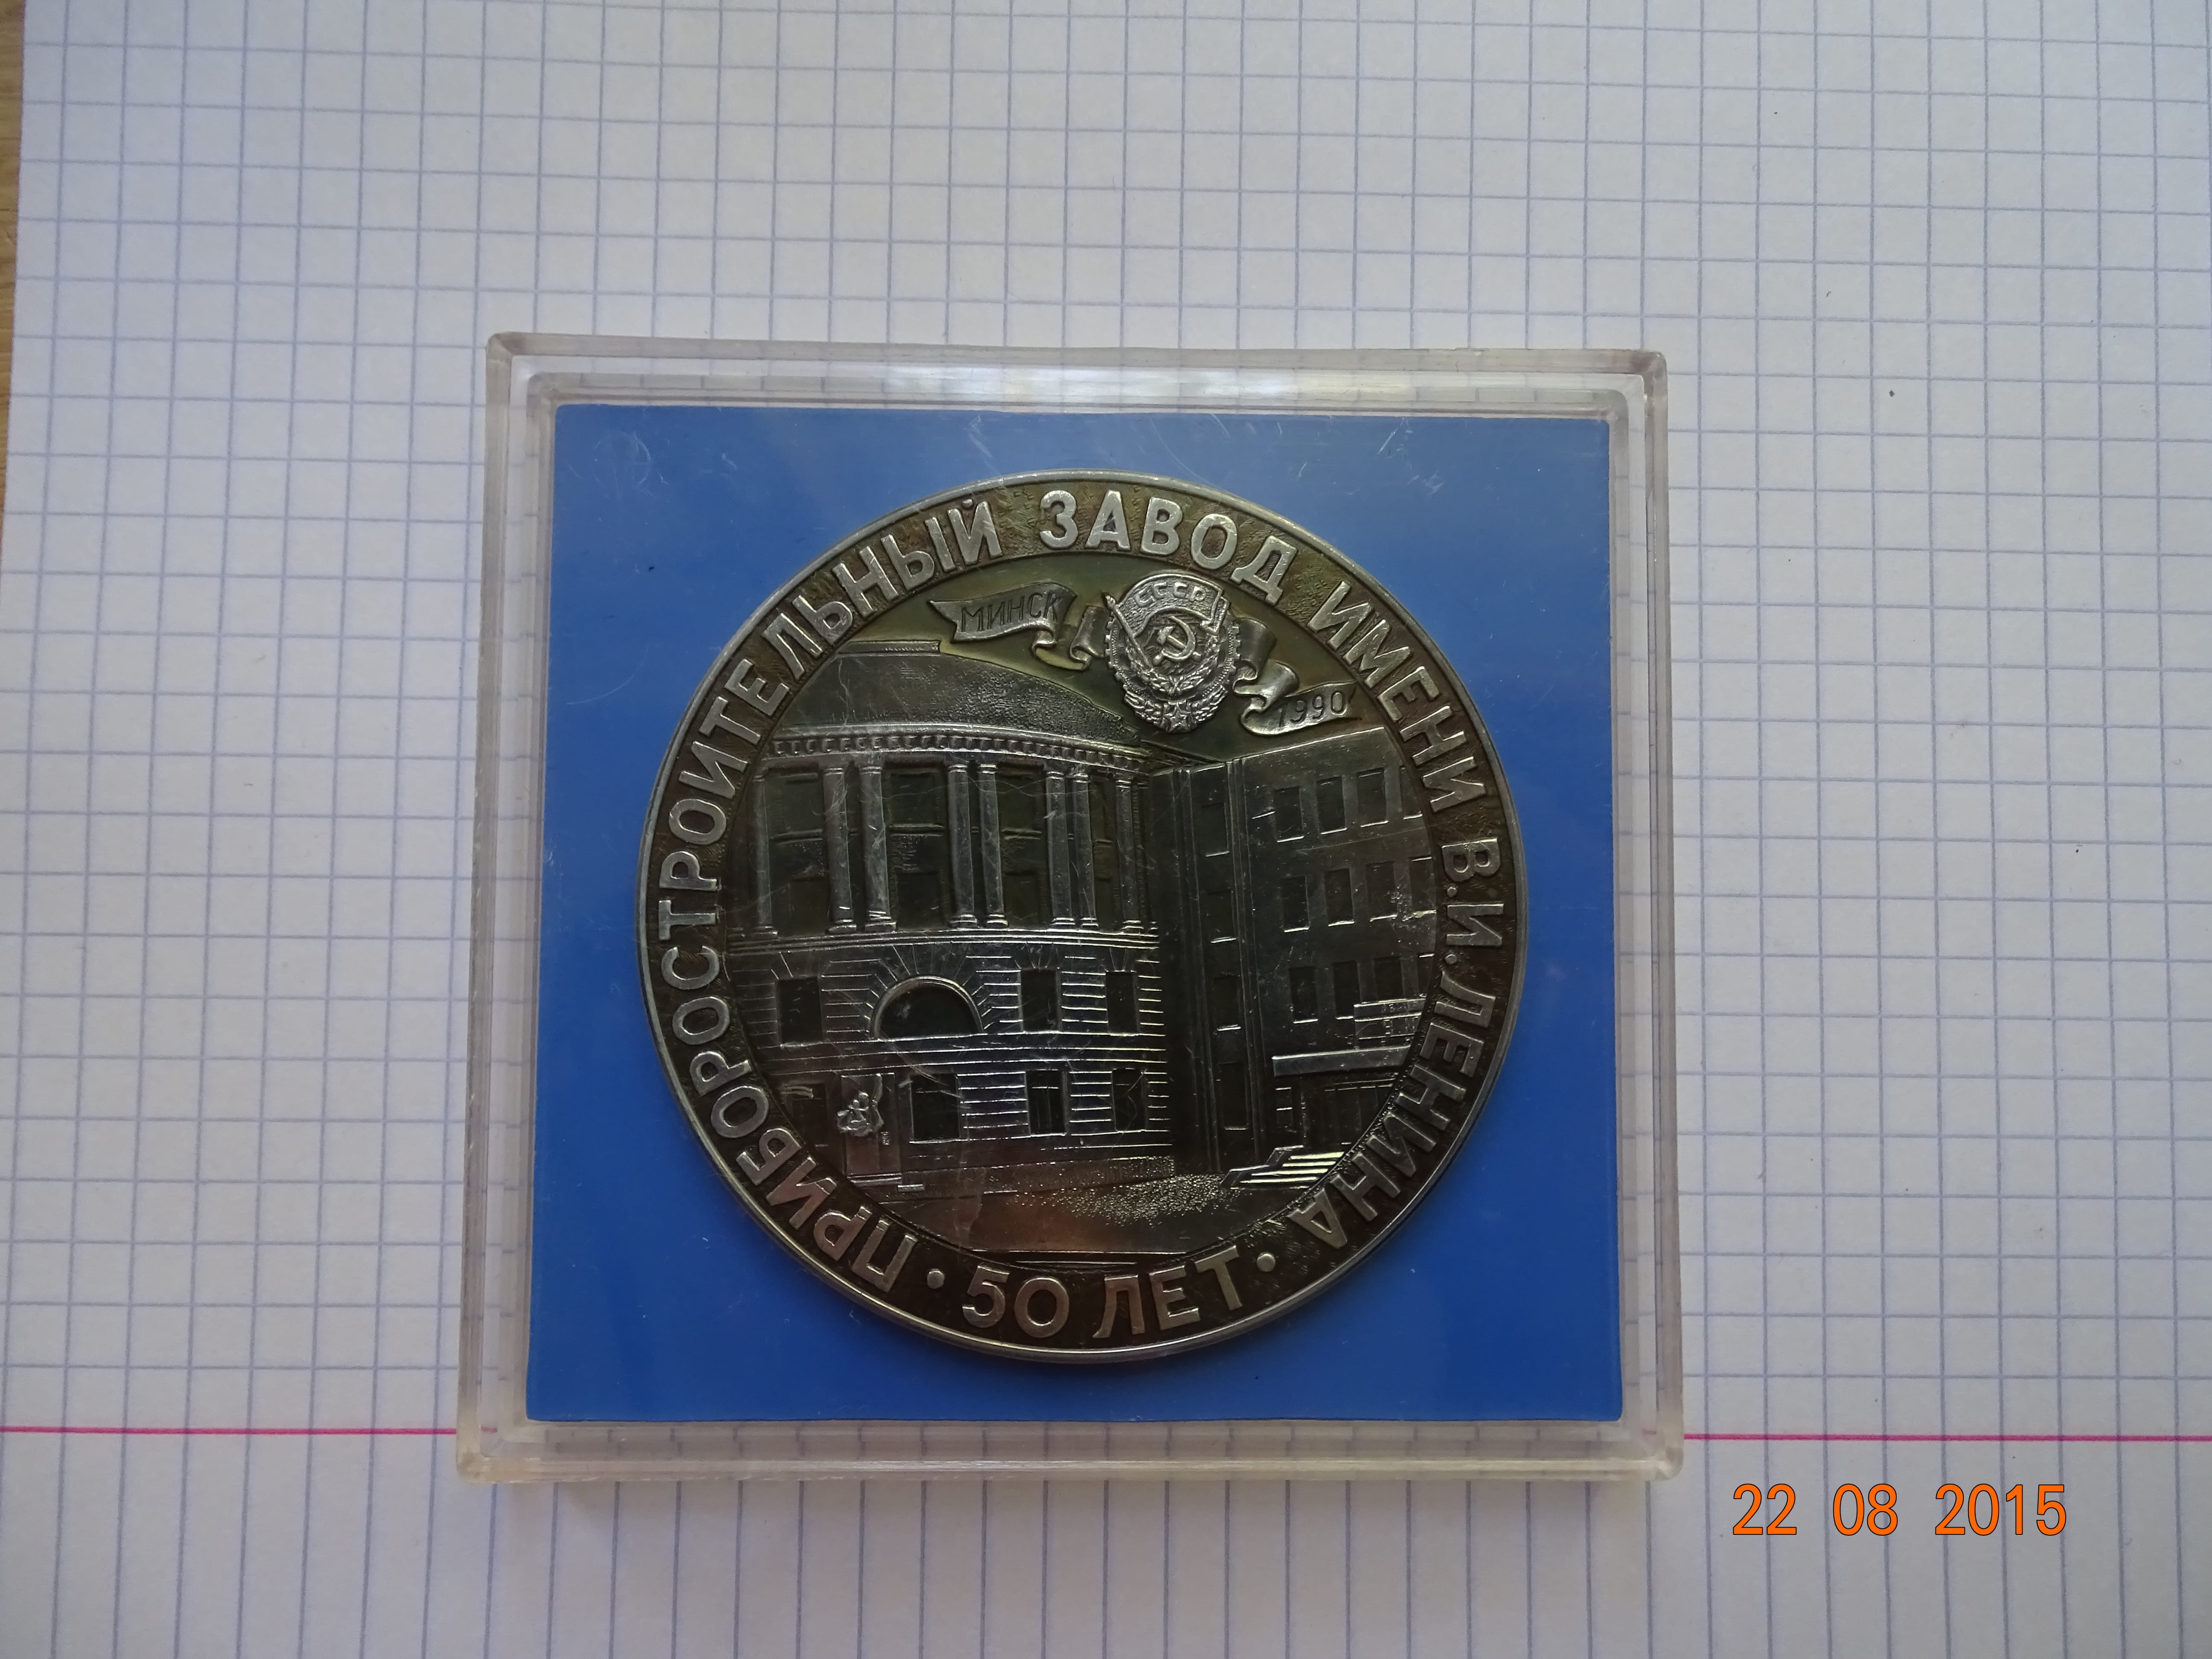 ПРИБОРОСТРОИТЕЛЬНЫЙ ЗАВОД ИМЕНИ В.И.ЛЕНИНА
МИНСК
СССР
1990
• 50 ЛЕТ •
22 08 2015